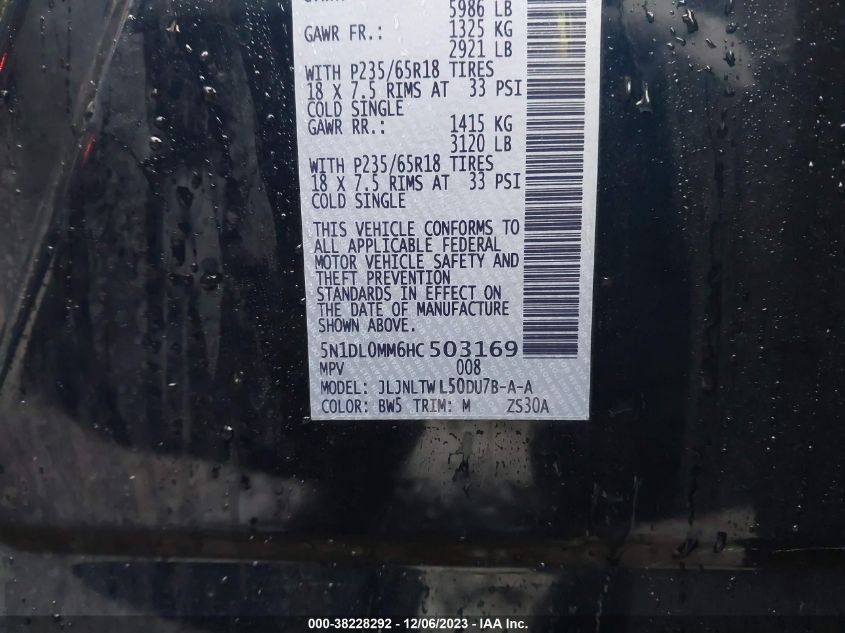 5986 LB
GAWR FR.: 1325 KG
2921 LB
WITH P235/65R18 TIRES
18 X 7.5 RIMS AT 33 PSI
COLD SINGLE
GAWR RR.: 1415 KG
3120 LB
WITH P235/65R18 TIRES
18 X 7.5 RIMS AT 33 PSI
COLD SINGLE
THIS VEHICLE CONFORMS TO
ALL APPLICABLE FEDERAL
MOTOR VEHICLE SAFETY AND
THEFT PREVENTION
STANDARDS IN EFFECT ON
THE DATE OF MANUFACTURE
SHOWN ABOVE.
5N1DL0MM6HC 503169
MPV 008
MODEL: JLJNLTW L50DU7B-A-A
COLOR: BW5 TRIM: M ZS30A
000-38228292 - 12/06/2023 - IAA Inc.